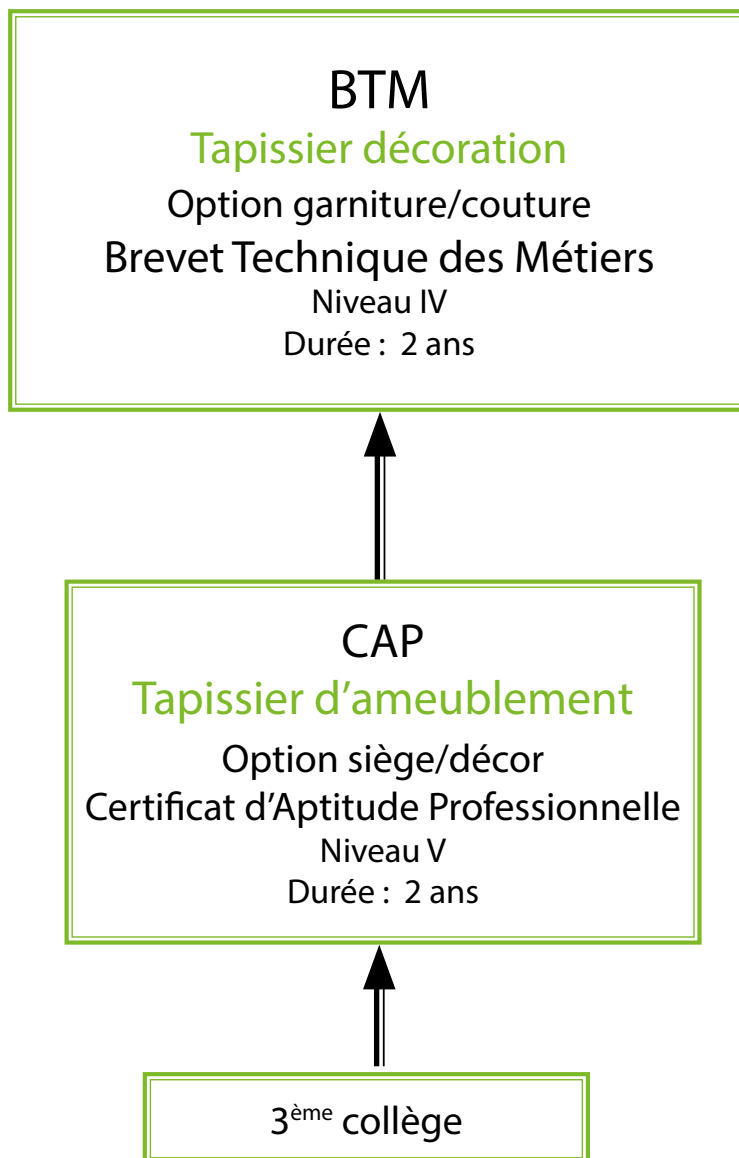 BTM
Tapissier décoration
Option garniture/couture
Brevet Technique des Métiers
Niveau IV
Durée :  2 ans
CAP
Tapissier d’ameublement
Option siège/décor
Certificat d’Aptitude Professionnelle
Niveau V
Durée :  2 ans
3ème collège